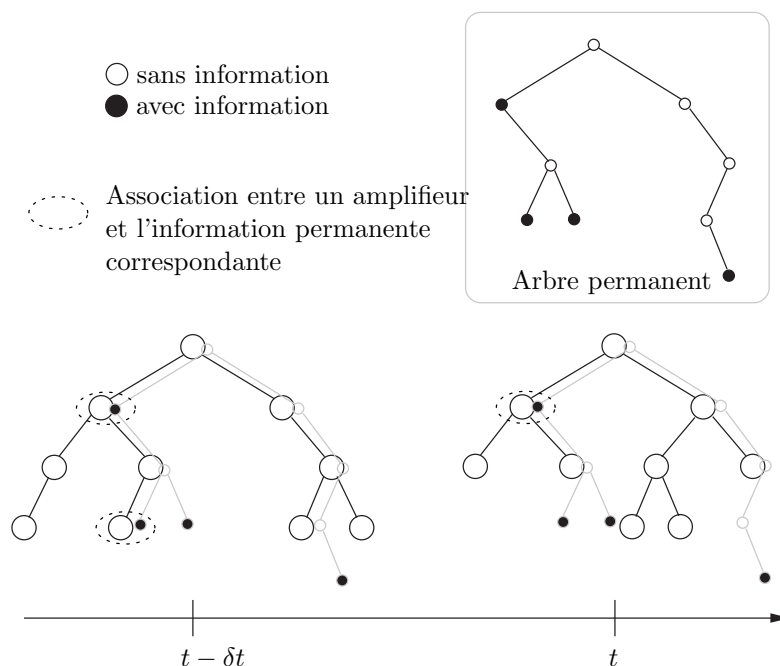 sans information
avec information
Association entre un amplifieur
et l'information permanente
correspondante
Arbre permanent
t − δt
t